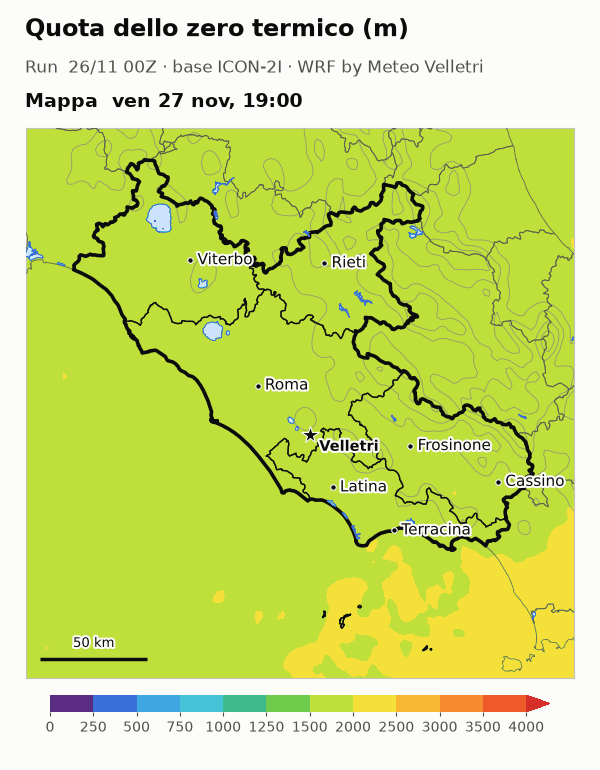 Quota dello zero termico (m)
Run  26/11 00Z · base ICON-2I · WRF by Meteo Velletri
Mappa  ven 27 nov, 19:00
Viterbo
Rieti
Roma
Velletri
Frosinone
Cassino
Latina
Terracina
50 km
0 250 500 750 1000 1250 1500 2000 2500 3000 3500 4000